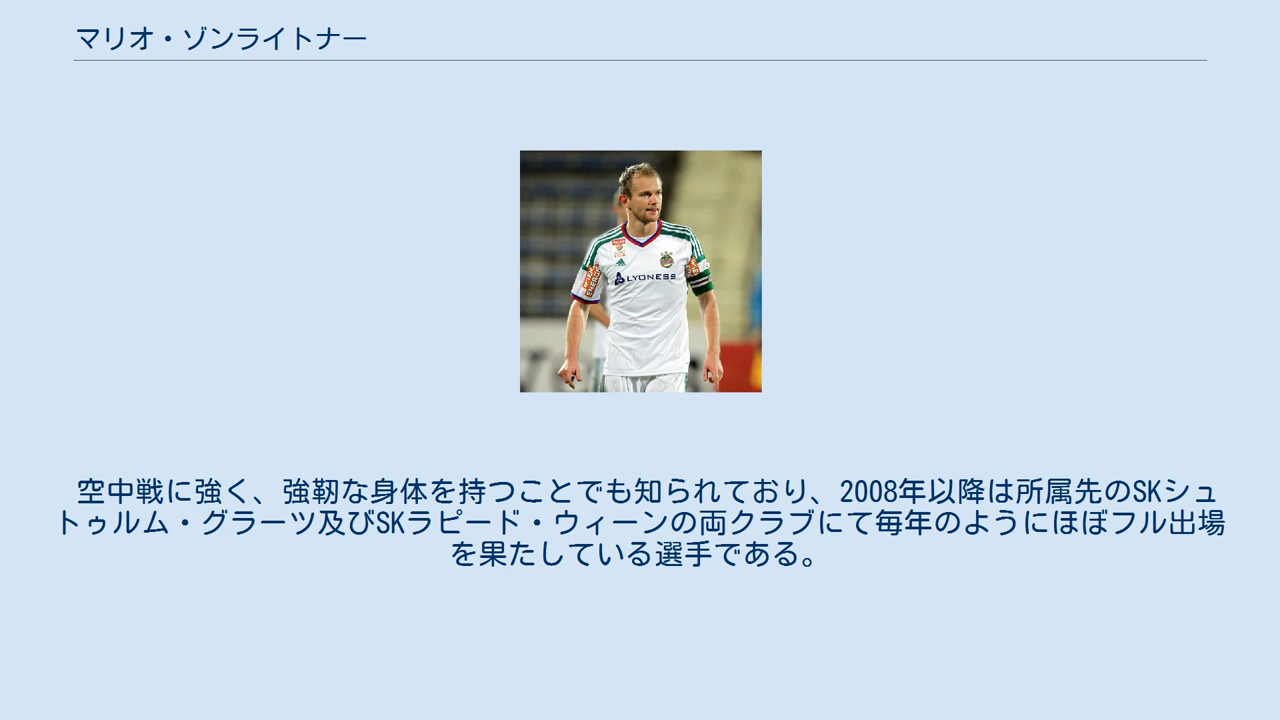 マリオ・ゾンライトナー
LYONESS
空中戦に強く、強靭な身体を持つことでも知られており、2008年以降は所属先のSKシュ
トゥルム・グラーツ及びSKラピード・ウィーンの両クラブにて毎年のようにほぼフル出場
を果たしている選手である。